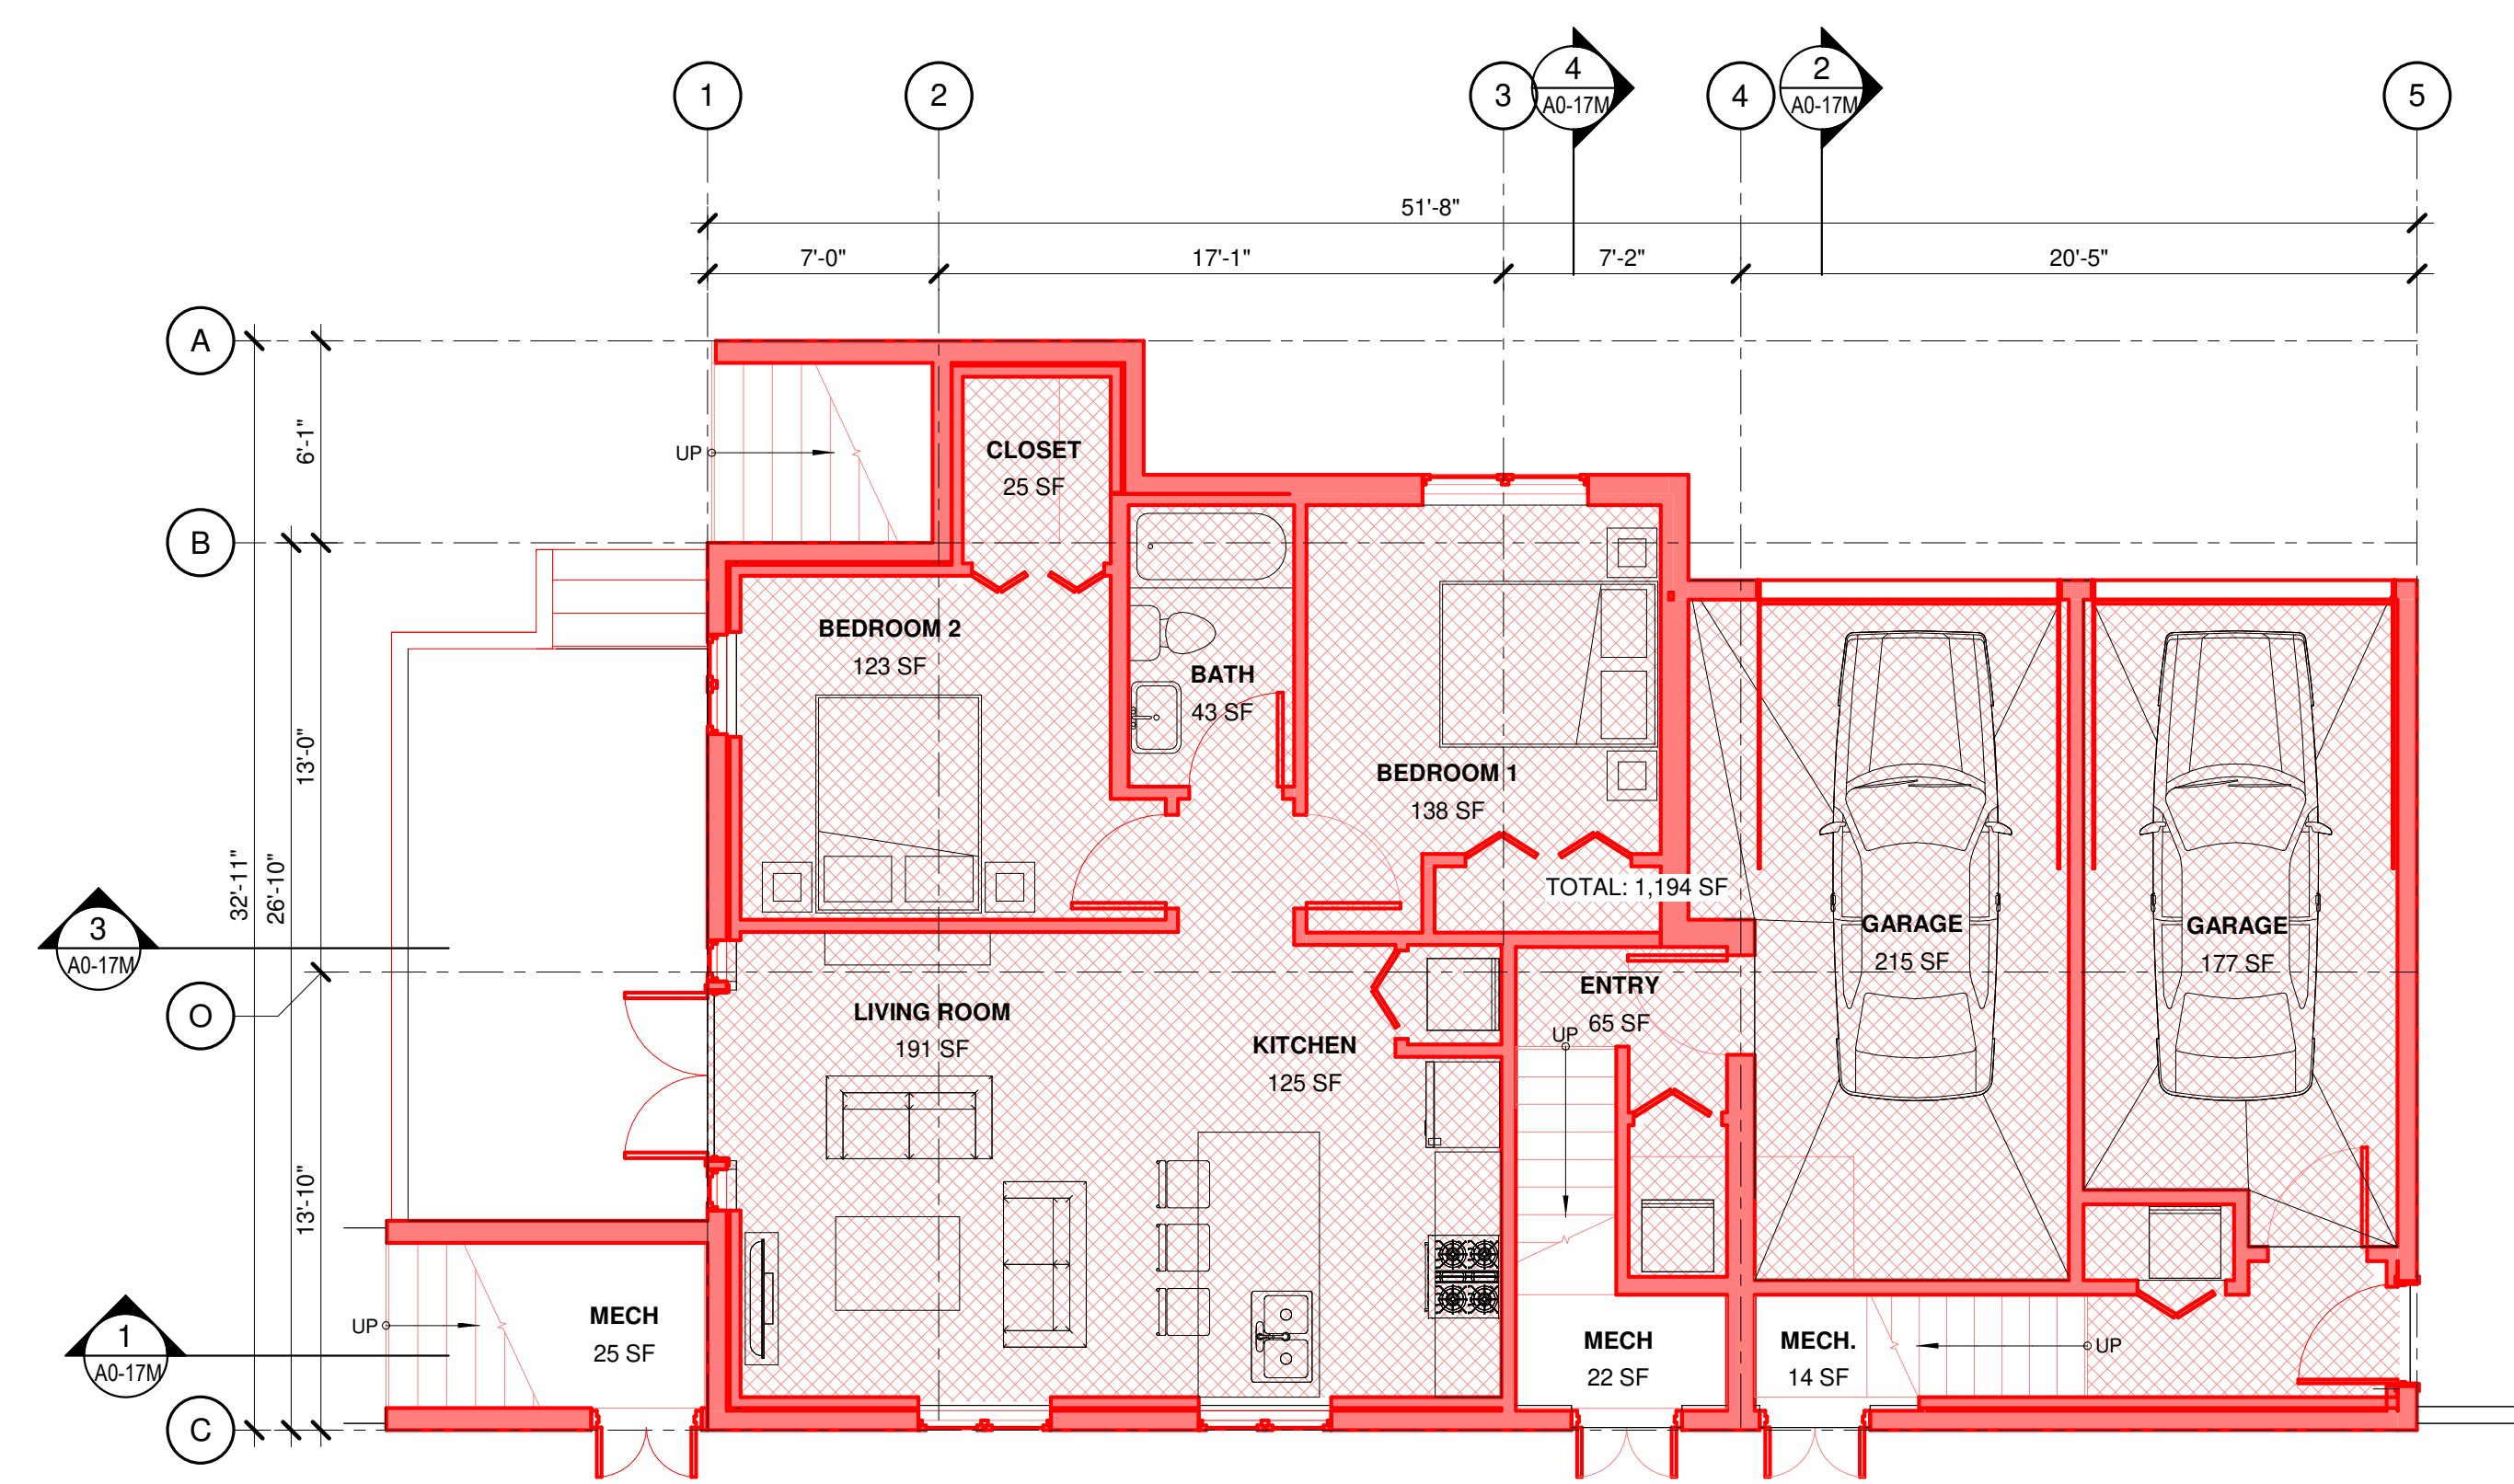 1
2
3
4
A0-17M
4
2
A0-17M
5
51'-8"
7'-0"
17'-1"
7'-2"
20'-5"
A
6'-1"
UP
CLOSET
25 SF
B
BEDROOM 2
123 SF
BATH
43 SF
13'-0"
BEDROOM 1
138 SF
32'-11"
26'-10"
TOTAL: 1,194 SF
GARAGE
215 SF
GARAGE
177 SF
3
A0-17M
ENTRY
65 SF
UP
O
LIVING ROOM
191 SF
KITCHEN
125 SF
13'-10"
1
A0-17M
UP
MECH
25 SF
MECH
22 SF
MECH.
14 SF
UP
C